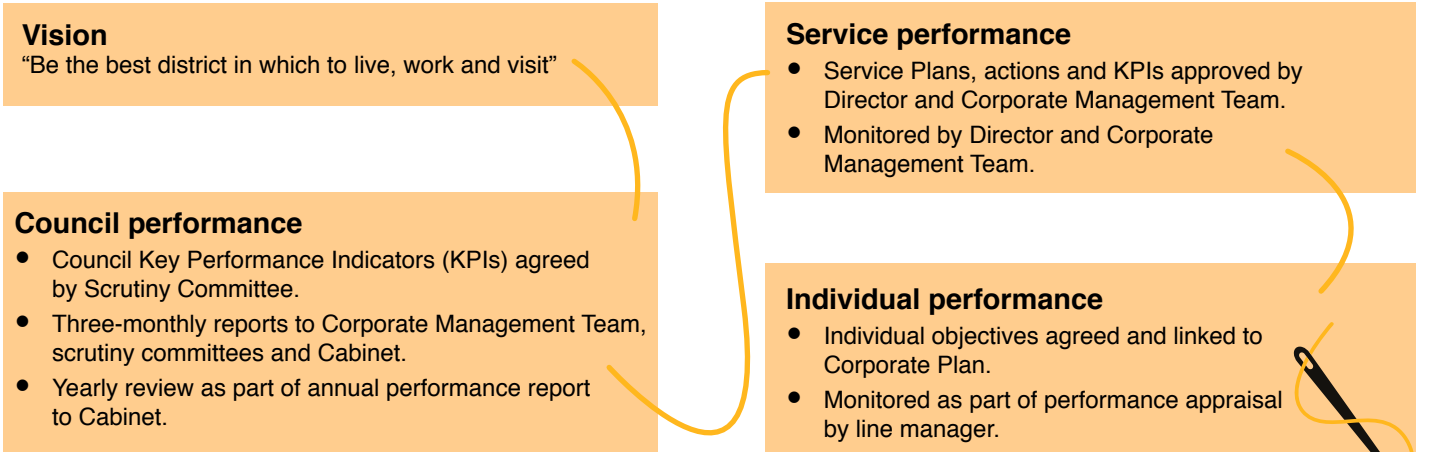 Vision
“Be the best district in which to live, work and visit”
Council performance
• Council Key Performance Indicators (KPIs) agreed
by Scrutiny Committee.
• Three-monthly reports to Corporate Management Team,
scrutiny committees and Cabinet.
• Yearly review as part of annual performance report
to Cabinet.
Service performance
• Service Plans, actions and KPIs approved by
Director and Corporate Management Team.
• Monitored by Director and Corporate
Management Team.
Individual performance
• Individual objectives agreed and linked to
Corporate Plan.
• Monitored as part of performance appraisal
by line manager.